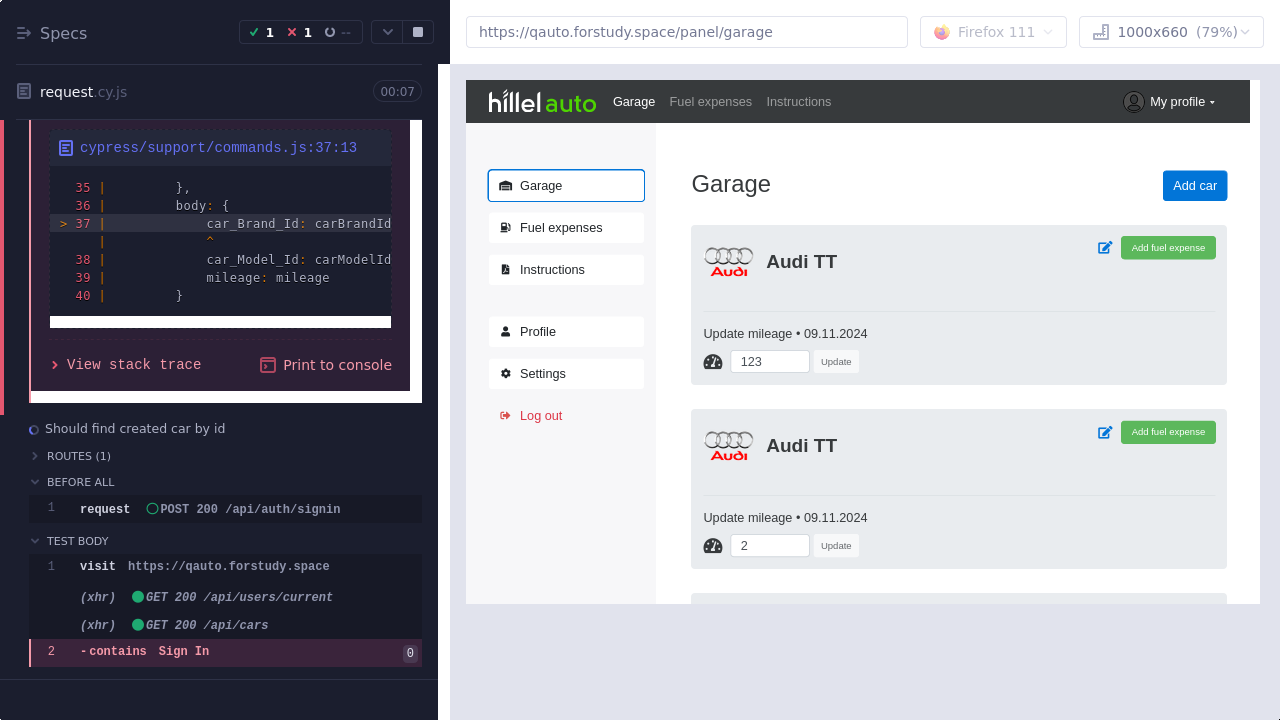 Specs
1
1
--
https://qauto.forstudy.space/panel/garage
Firefox 111
1000x660 (79%)
request.cy.js
00:07
cypress/support/commands.js:37:13
35 | },
36 | body: {
> 37 | car_Brand_Id: carBrandId
| ^
38 | car_Model_Id: carModelId
39 | mileage: mileage
40 | }
View stack trace
Print to console
Should find created car by id
ROUTES (1)
BEFORE ALL
1 request POST 200 /api/auth/signin
TEST BODY
1 visit https://qauto.forstudy.space
(xhr) GET 200 /api/users/current
(xhr) GET 200 /api/cars
2 -contains Sign In 0
hillel auto
Garage
Fuel expenses
Instructions
My profile
Garage
Fuel expenses
Instructions
Profile
Settings
Log out
Garage
Add car
Audi
Audi TT
Add fuel expense
Update mileage • 09.11.2024
123
Update
Audi
Audi TT
Add fuel expense
Update mileage • 09.11.2024
2
Update